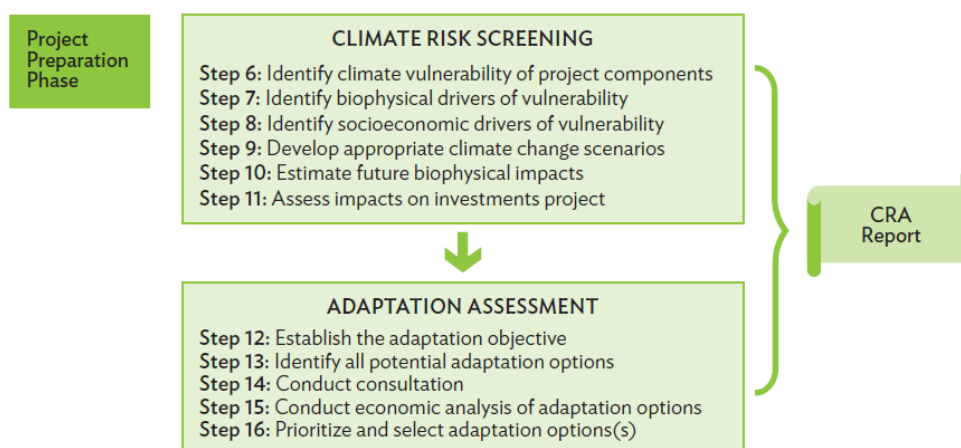 Project
Preparation
Phase
CLIMATE RISK SCREENING
Step 6: Identify climate vulnerability of project components
Step 7: Identify biophysical drivers of vulnerability
Step 8: Identify socioeconomic drivers of vulnerability
Step 9: Develop appropriate climate change scenarios
Step 10: Estimate future biophysical impacts
Step 11: Assess impacts on investments project
ADAPTATION ASSESSMENT
Step 12: Establish the adaptation objective
Step 13: Identify all potential adaptation options
Step 14: Conduct consultation
Step 15: Conduct economic analysis of adaptation options
Step 16: Prioritize and select adaptation options(s)
CRA
Report